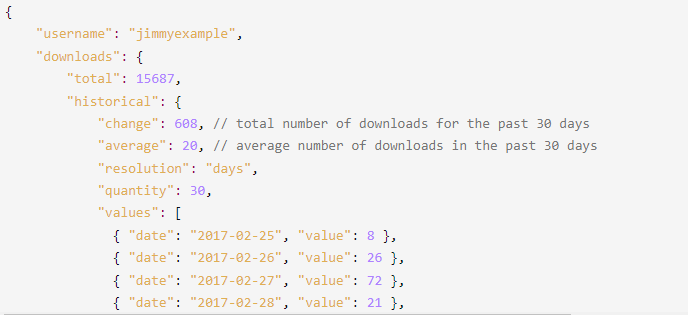 {
    "username": "jimmyexample",
    "downloads": {
        "total": 15687,
        "historical": {
            "change": 608, // total number of downloads for the past 30 days
            "average": 20, // average number of downloads in the past 30 days
            "resolution": "days",
            "quantity": 30,
            "values": [
              { "date": "2017-02-25", "value": 8 },
              { "date": "2017-02-26", "value": 26 },
              { "date": "2017-02-27", "value": 72 },
              { "date": "2017-02-28", "value": 21 },